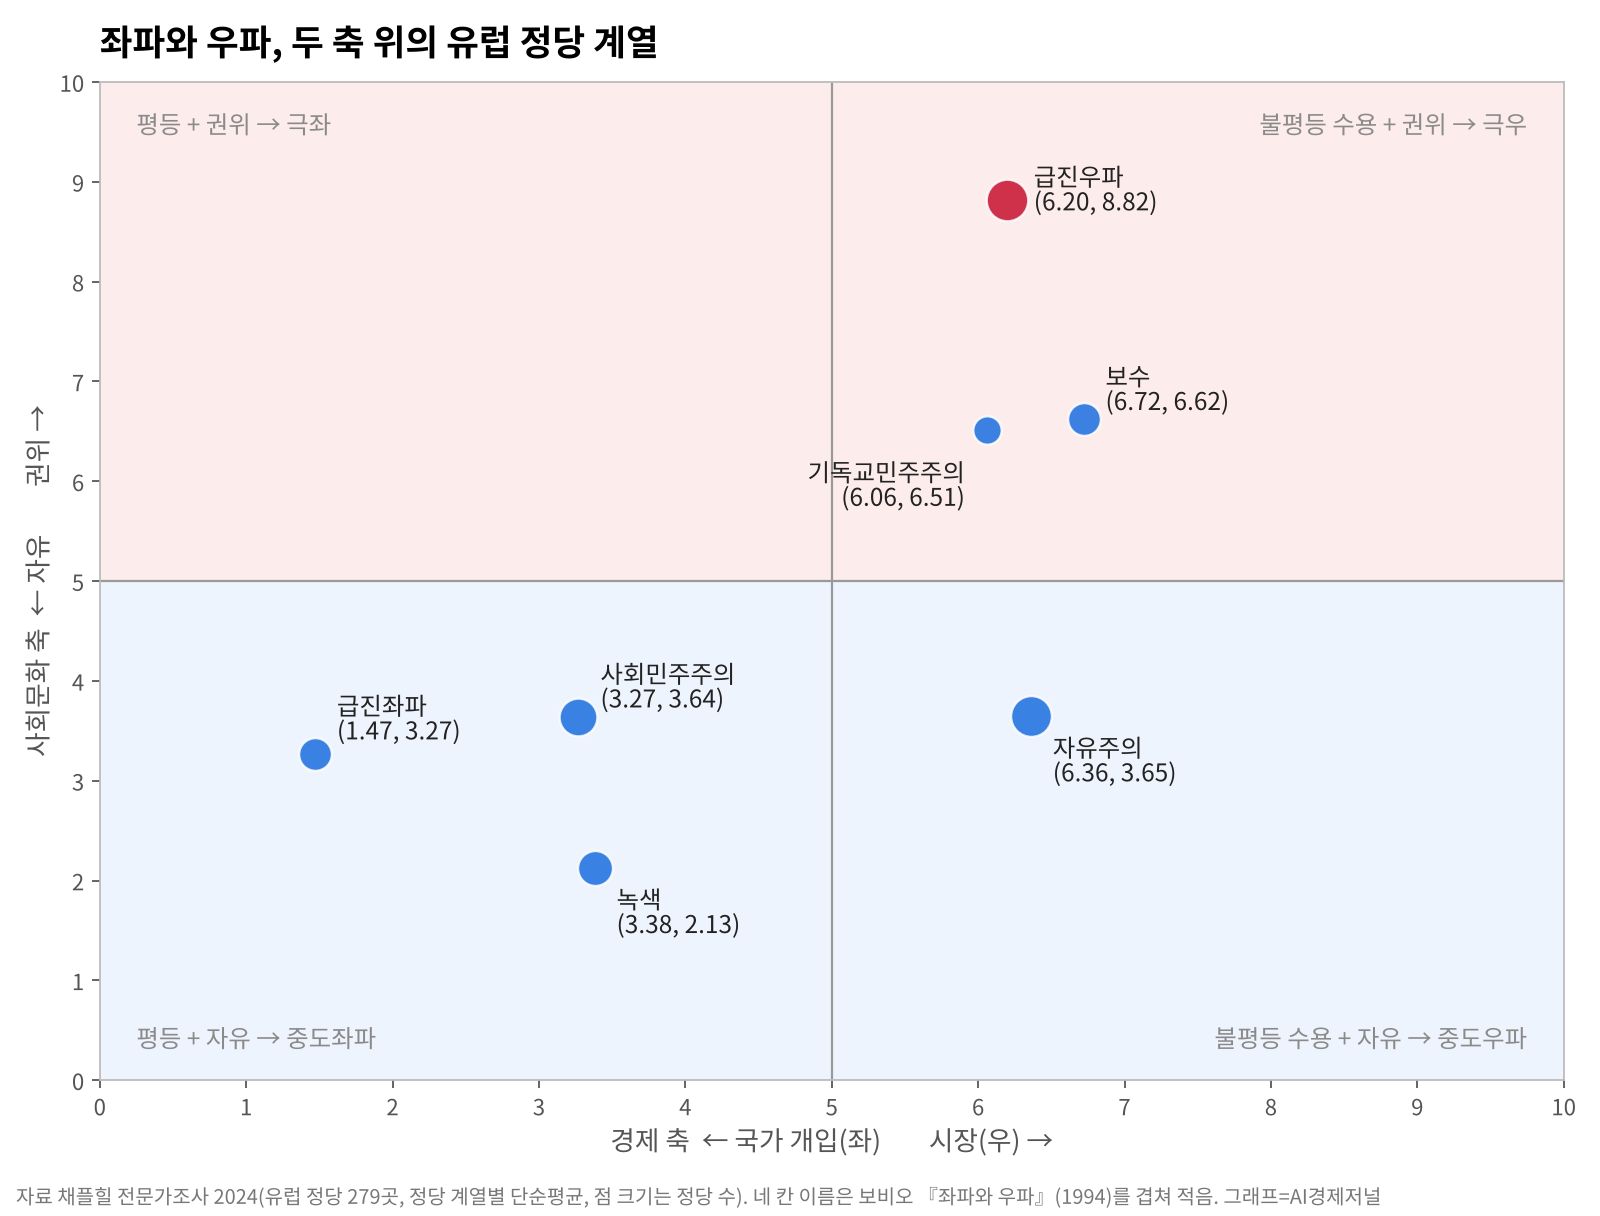 좌파와 우파, 두 축 위의 유럽 정당 계열
평등 + 권위 → 극좌
불평등 수용 + 권위 → 극우
급진우파
(6.20, 8.82)
보수
(6.72, 6.62)
기독교민주주의
(6.06, 6.51)
사회민주주의
(3.27, 3.64)
급진좌파
(1.47, 3.27)
자유주의
(6.36, 3.65)
녹색
(3.38, 2.13)
평등 + 자유 → 중도좌파
불평등 수용 + 자유 → 중도우파
10
9
8
7
6
5
4
3
2
1
0
사회문화 축 ← 자유 권위 →
0 1 2 3 4 5 6 7 8 9 10
경제 축 ← 국가 개입(좌) 시장(우) →
자료 채플힐 전문가조사 2024(유럽 정당 279곳, 정당 계열별 단순평균, 점 크기는 정당 수). 네 칸 이름은 보비오 『좌파와 우파』(1994)를 겹쳐 적음. 그래프=AI경제저널